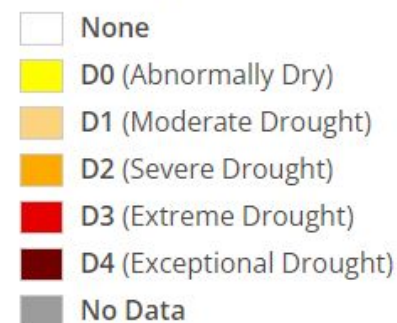 None
D0 (Abnormally Dry)
D1 (Moderate Drought)
D2 (Severe Drought)
D3 (Extreme Drought)
D4 (Exceptional Drought)
No Data